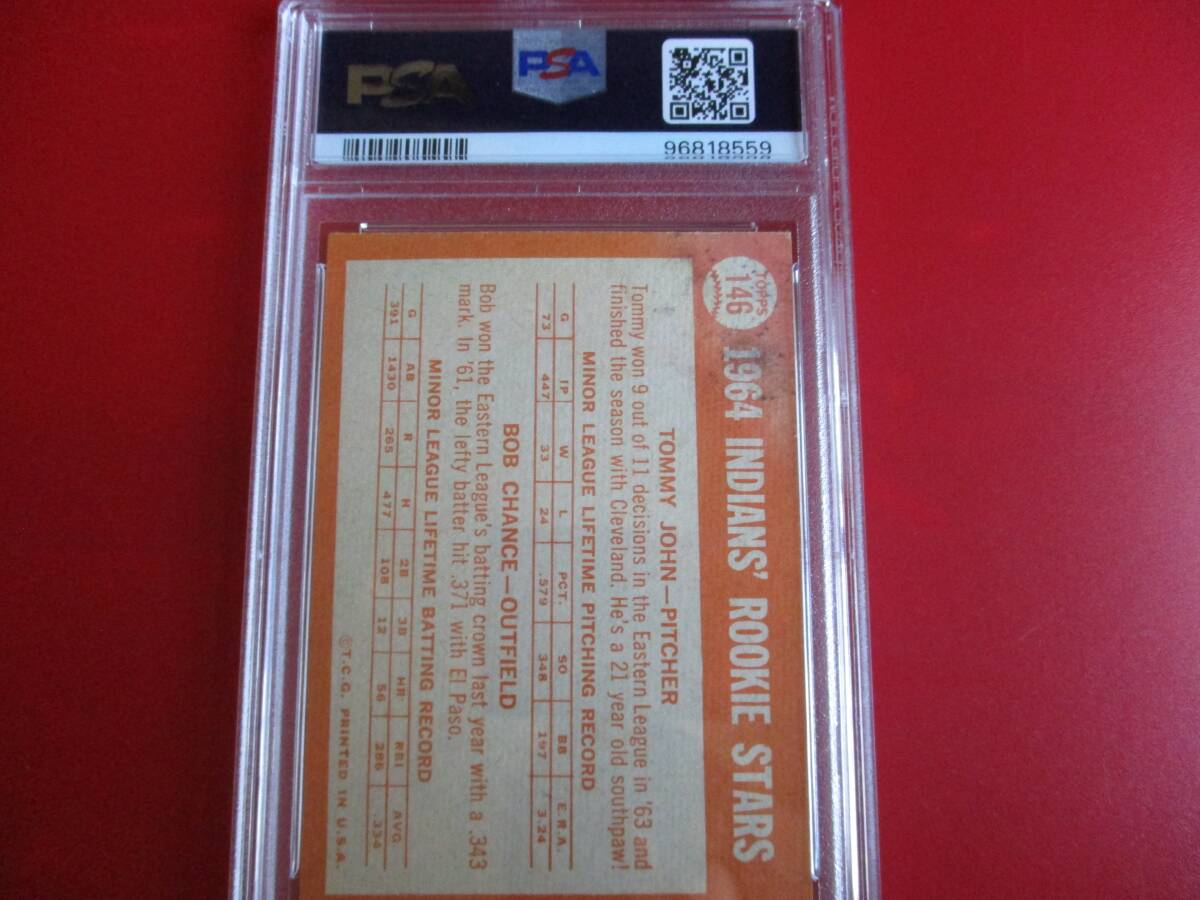 PSA
PSA
96818559
TOPPS
146
1964 INDIANS' ROOKIE STARS
TOMMY JOHN—PITCHER
Tommy won 9 out of 11 decisions in the Eastern League in '63 and
finished the season with Cleveland. He's a 21 year old southpaw!
MINOR LEAGUE LIFETIME PITCHING RECORD
G IP W L PCT. SO BB E.R.A.
73 447 33 24 .579 348 197 3.24
BOB CHANCE—OUTFIELD
Bob won the Eastern League's batting crown last year with a .343
mark. In '61, the lefty batter hit .371 with El Paso.
MINOR LEAGUE LIFETIME BATTING RECORD
G AB R H 2B 3B HR RBI AVG
391 1430 265 477 108 12 56 286 .334
©T.C.G. PRINTED IN U.S.A.